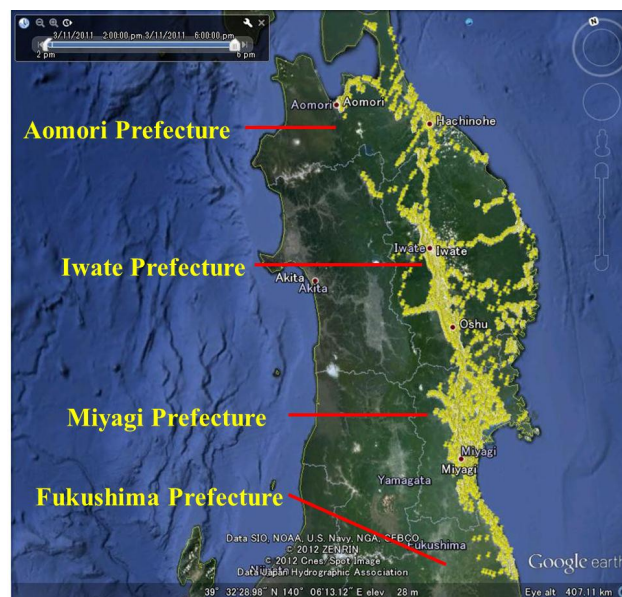 3/11/2011 2:00:00 pm 3/11/2011 6:00:00 pm
2 pm 6 pm
N
Aomori Aomori
Aomori Prefecture
Hachinohe
Iwate Iwate
Iwate Prefecture
Akita
Akita
Oshu
Miyagi Prefecture
Miyagi
Miyagi
Yamagata
Fukushima Prefecture
Data SIO, NOAA, U.S. Navy, NGA, GEBCO
© 2012 ZENRIN
Fukushima
© 2012 Cnes/Spot Image
Data Japan Hydrographic Association
Google earth
39° 32'28.98" N 140° 06'13.12" E elev 28 m
Eye alt 407.11 km